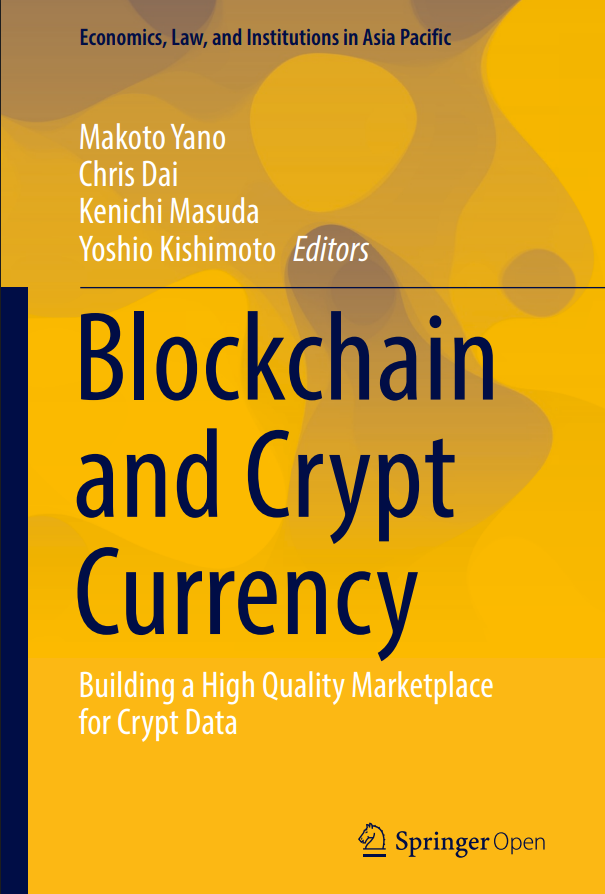 Economics, Law, and Institutions in Asia Pacific
Makoto Yano
Chris Dai
Kenichi Masuda
Yoshio Kishimoto Editors
Blockchain
and Crypt
Currency
Building a High Quality Marketplace
for Crypt Data
Springer Open